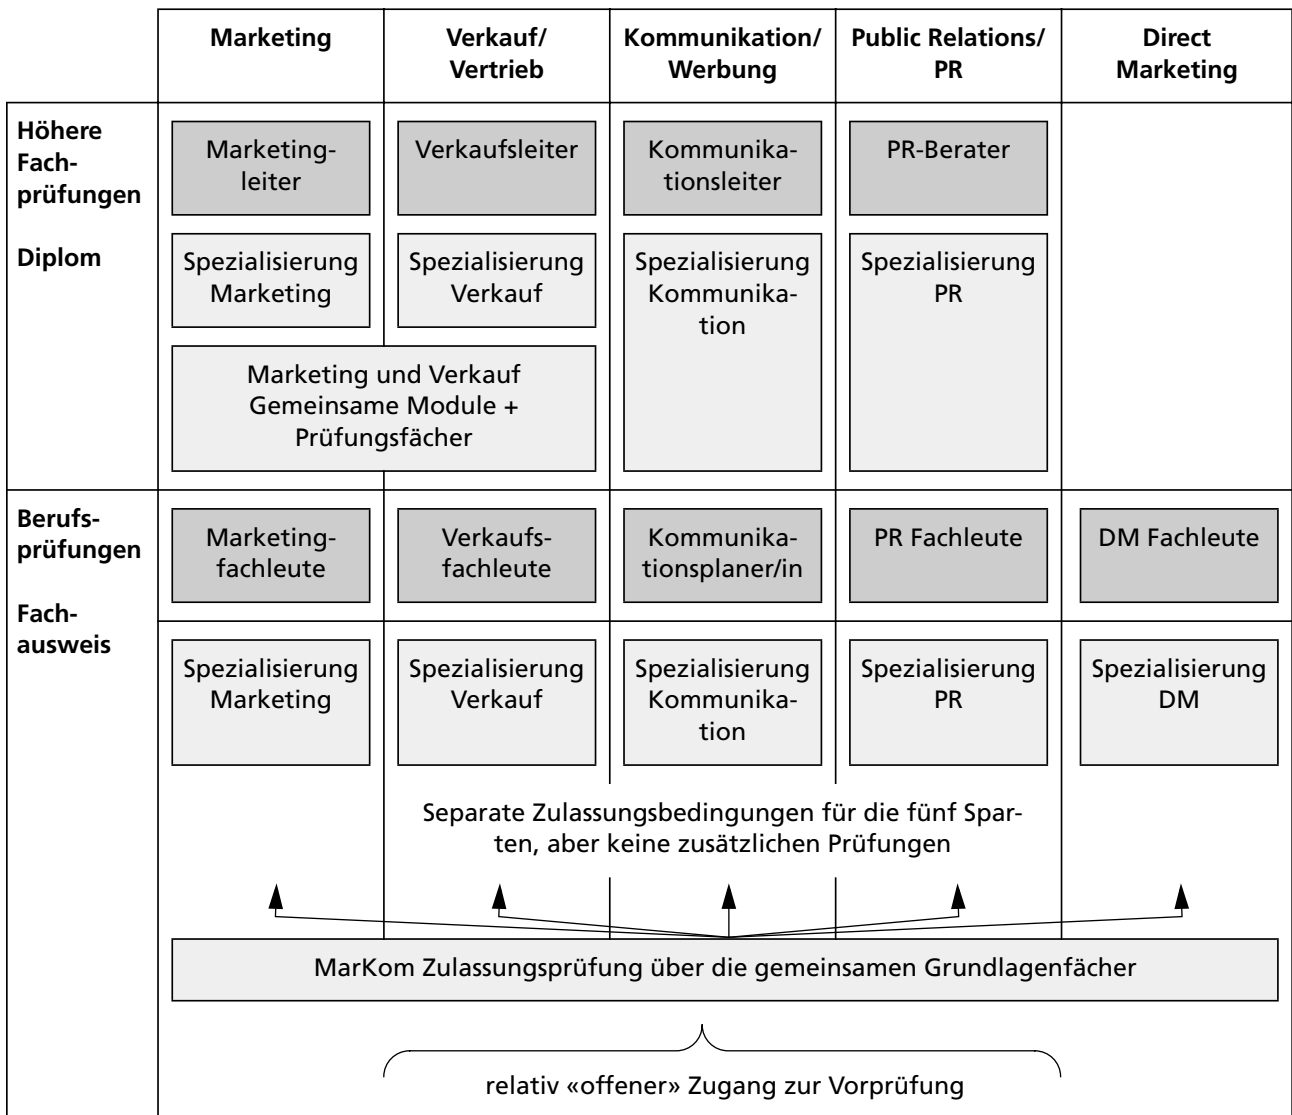 Marketing
Verkauf/
Vertrieb
Kommunikation/
Werbung
Public Relations/
PR
Direct
Marketing
Höhere
Fach-
prüfungen
Diplom
Marketing-
leiter
Verkaufsleiter
Kommunika-
tionsleiter
PR-Berater
Spezialisierung
Marketing
Spezialisierung
Verkauf
Spezialisierung
Kommunika-
tion
Spezialisierung
PR
Marketing und Verkauf
Gemeinsame Module +
Prüfungsfächer
Berufs-
prüfungen
Fach-
ausweis
Marketing-
fachleute
Verkaufs-
fachleute
Kommunika-
tionsplaner/in
PR Fachleute
DM Fachleute
Spezialisierung
Marketing
Spezialisierung
Verkauf
Spezialisierung
Kommunika-
tion
Spezialisierung
PR
Spezialisierung
DM
Separate Zulassungsbedingungen für die fünf Spar-
ten, aber keine zusätzlichen Prüfungen
MarKom Zulassungsprüfung über die gemeinsamen Grundlagenfächer
relativ «offener» Zugang zur Vorprüfung